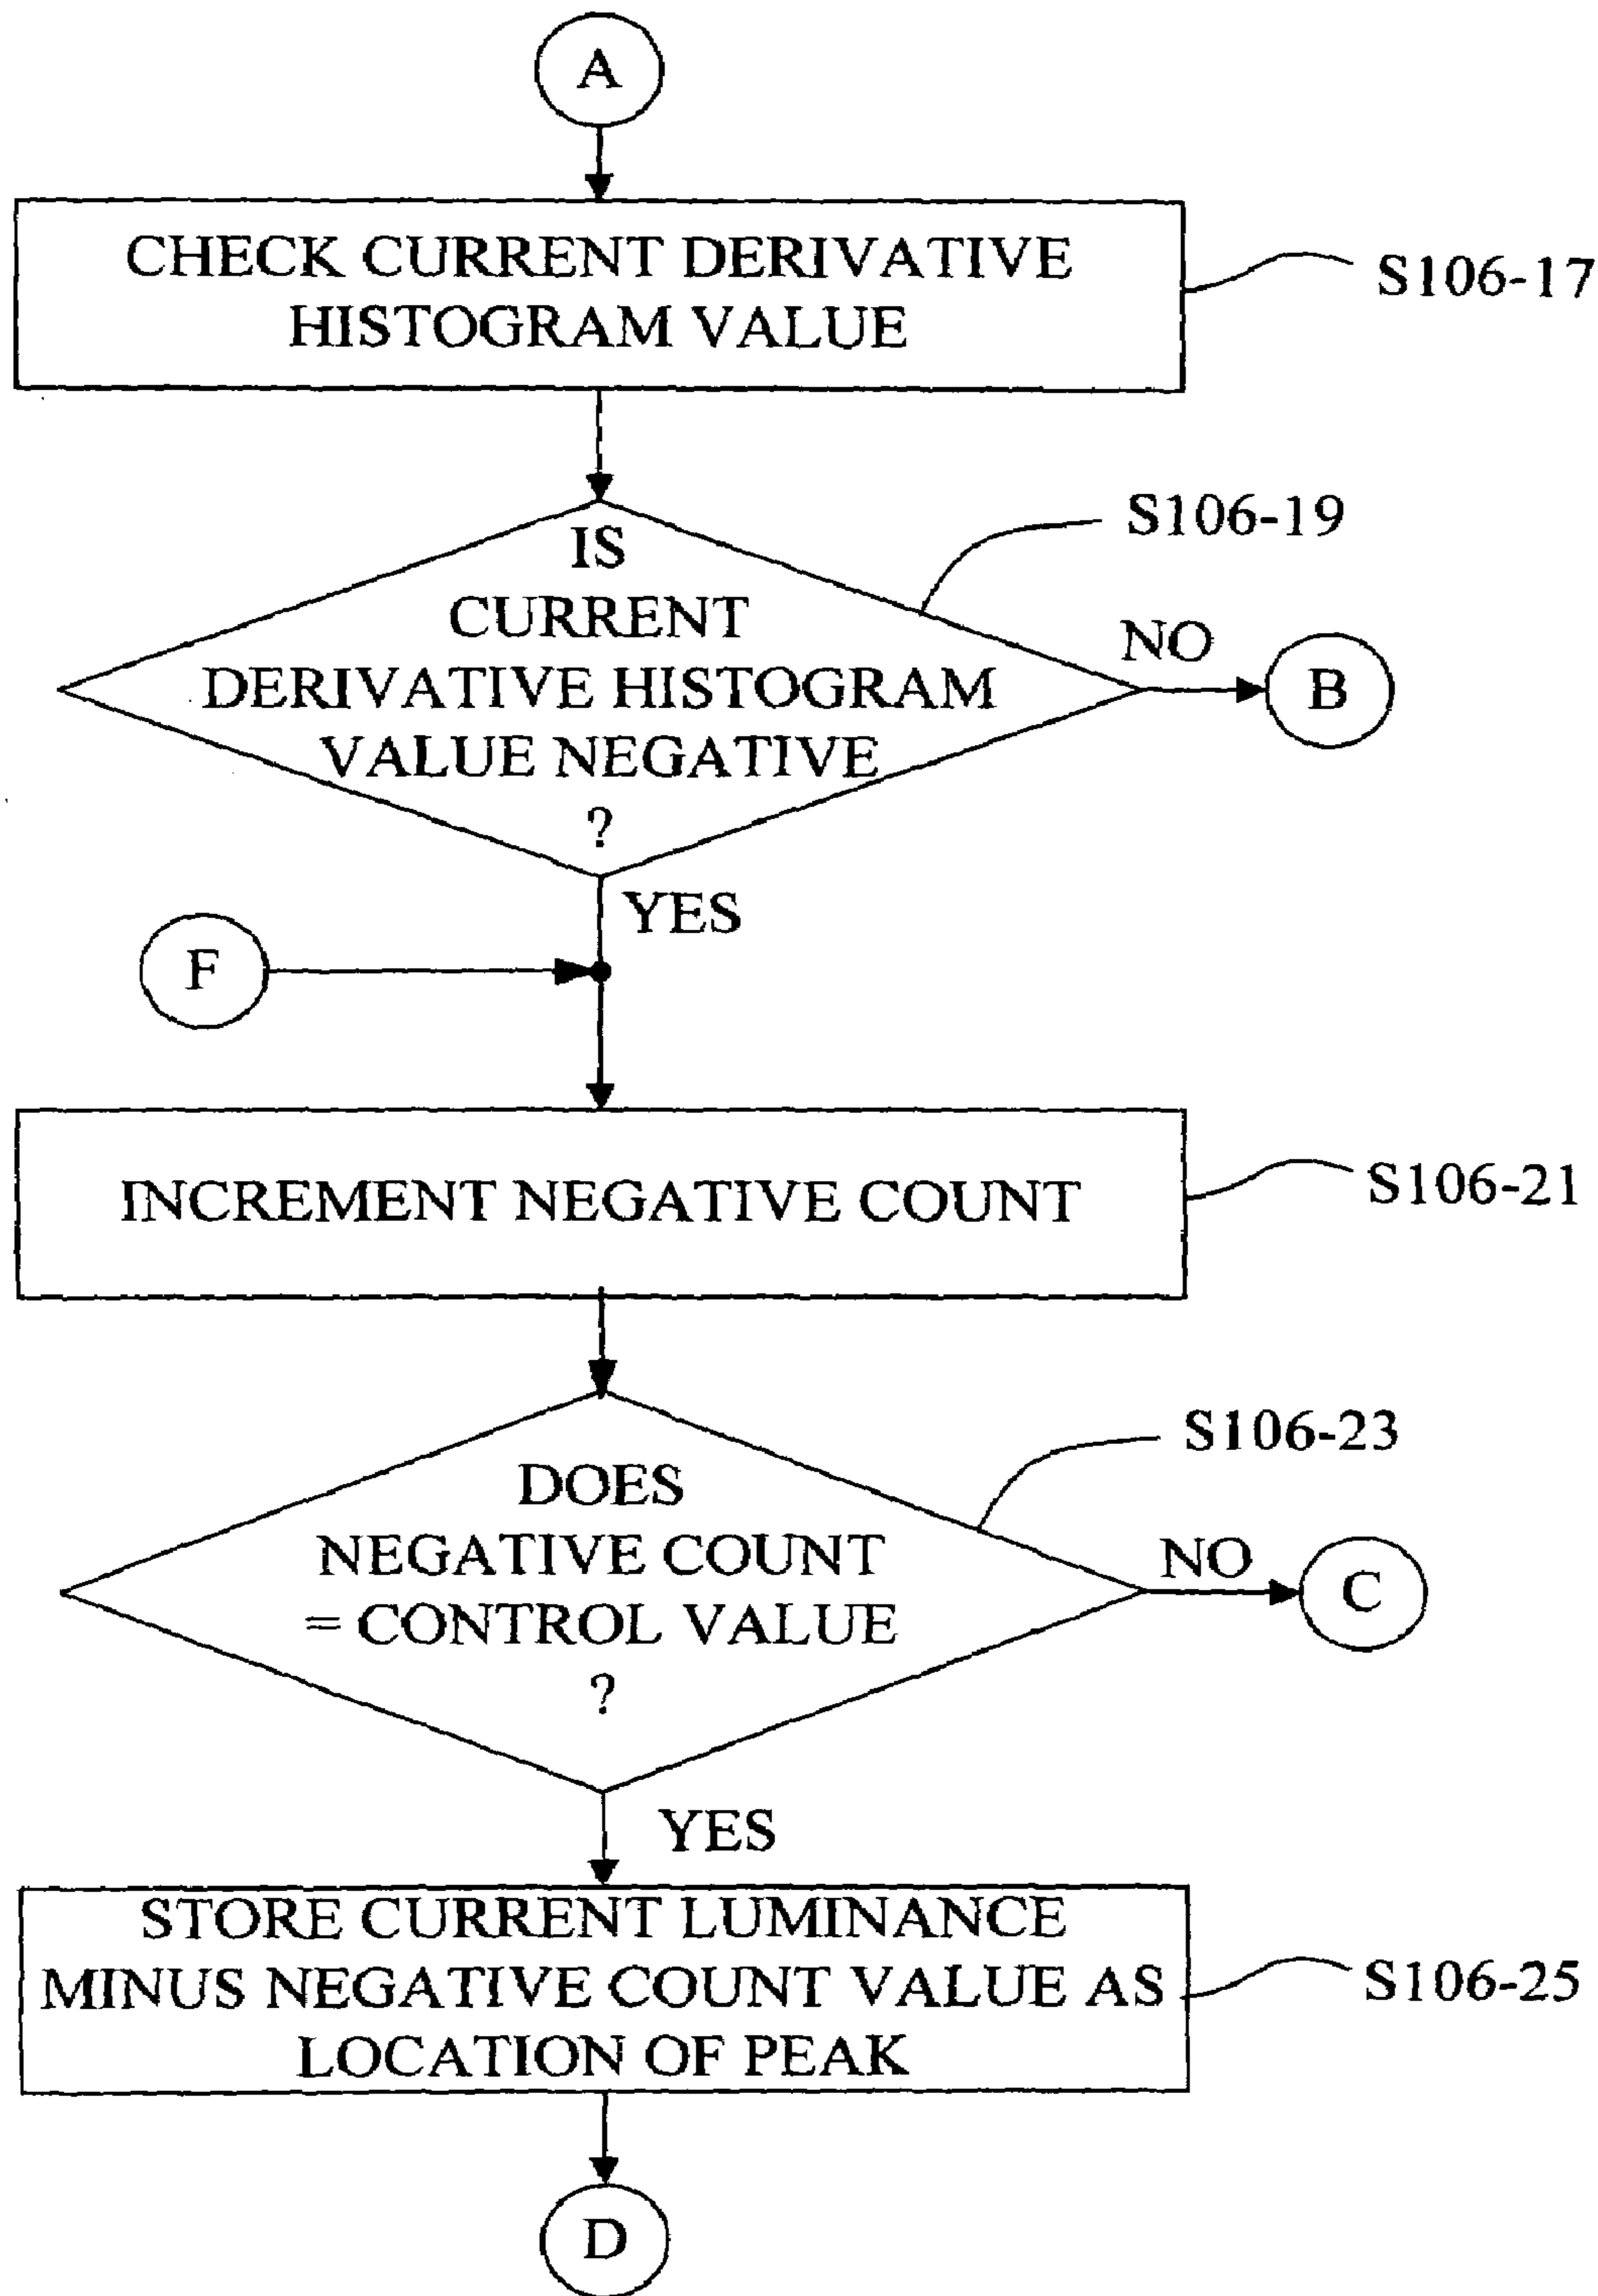 A
CHECK CURRENT DERIVATIVE
HISTOGRAM VALUE
S106-17
IS
CURRENT
DERIVATIVE HISTOGRAM
VALUE NEGATIVE
?
S106-19
NO
B
YES
F
INCREMENT NEGATIVE COUNT
S106-21
DOES
NEGATIVE COUNT
= CONTROL VALUE
?
S106-23
NO
C
YES
STORE CURRENT LUMINANCE
MINUS NEGATIVE COUNT VALUE AS
LOCATION OF PEAK
S106-25
D